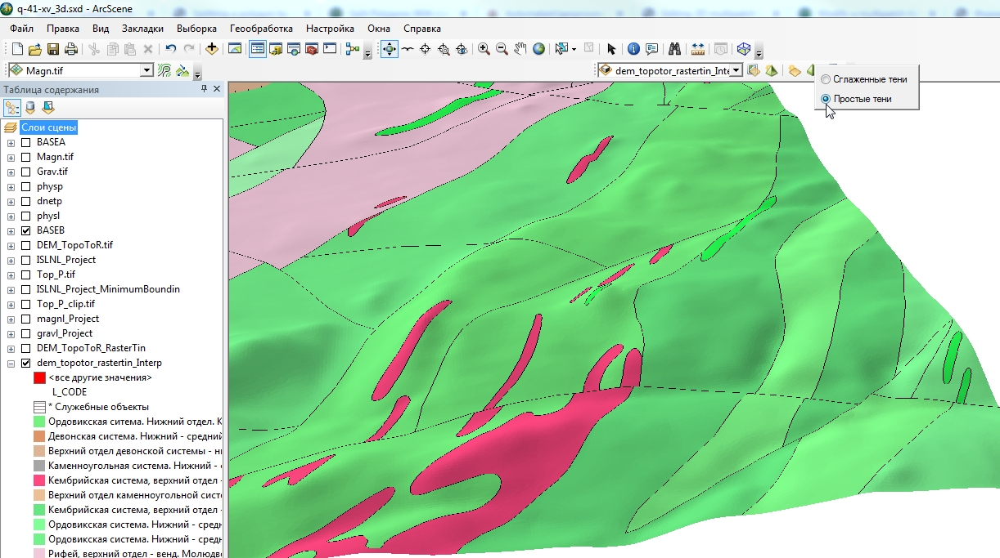 q-41-xv_3d.sxd - ArcScene
Файл Правка Вид Закладки Выборка Геообработка Настройка Окна Справка
Magn.tif
dem_topotor_rastertin_Inte
Сглаженные тени
Простые тени
Таблица содержания
Слои сцены
BASEA
Magn.tif
Grav.tif
physp
dnetp
physl
BASEB
DEM_TopoToR.tif
ISLNL_Project
Top_P.tif
ISLNL_Project_MinimumBoundin
Top_P_clip.tif
magnl_Project
gravl_Project
DEM_TopoToR_RasterTin
dem_topotor_rastertin_Interp
<все другие значения>
L_CODE
* Служебные объекты
Ордовикская ситема. Нижний отдел. К
Девонская система. Нижний - средний
Верхний отдел девонской системы - ни
Каменноугольная система. Нижний -
Кембрийская система, верхний отдел -
Верхний отдел каменноугольной сист
Кембрийская система, верхний отдел -
Ордовикская система. Нижний - средн
Ордовикская система. Нижний - средн
Рифей, верхний отдел - венд. Молюдв